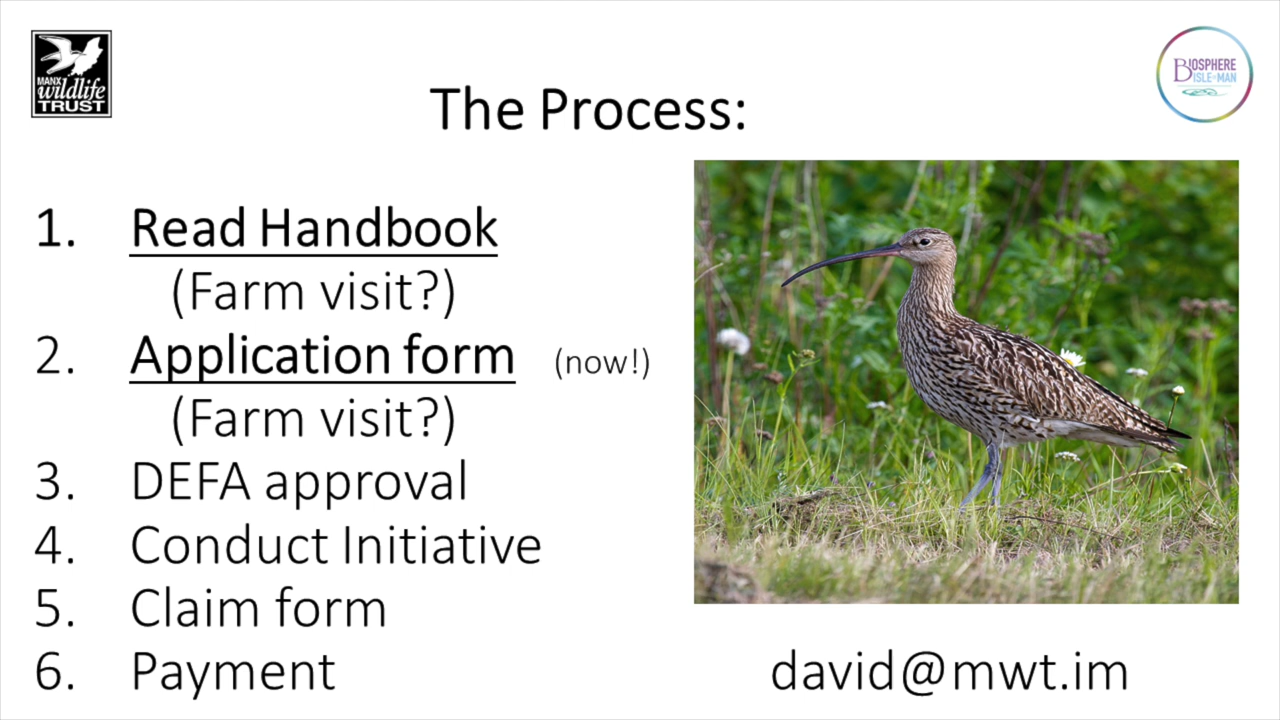 MANX
wildlife
TRUST
BIOSPHERE
ISLE of MAN
The Process:
1. Read Handbook
(Farm visit?)
2. Application form (now!)
(Farm visit?)
3. DEFA approval
4. Conduct Initiative
5. Claim form
6. Payment
david@mwt.im